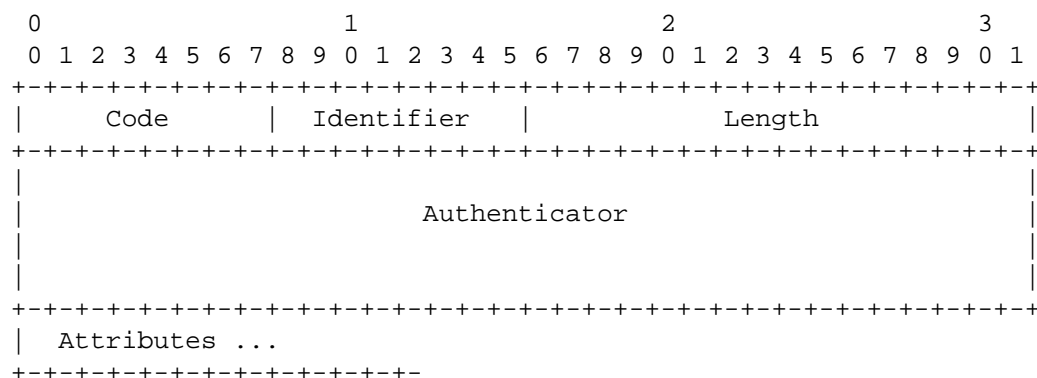 0                   1                   2                   3
 0 1 2 3 4 5 6 7 8 9 0 1 2 3 4 5 6 7 8 9 0 1 2 3 4 5 6 7 8 9 0 1
+-+-+-+-+-+-+-+-+-+-+-+-+-+-+-+-+-+-+-+-+-+-+-+-+-+-+-+-+-+-+-+-+
|     Code      |  Identifier   |            Length             |
+-+-+-+-+-+-+-+-+-+-+-+-+-+-+-+-+-+-+-+-+-+-+-+-+-+-+-+-+-+-+-+-+
|                                                               |
|                         Authenticator                         |
|                                                               |
|                                                               |
+-+-+-+-+-+-+-+-+-+-+-+-+-+-+-+-+-+-+-+-+-+-+-+-+-+-+-+-+-+-+-+-+
|  Attributes ...
+-+-+-+-+-+-+-+-+-+-+-+-+-